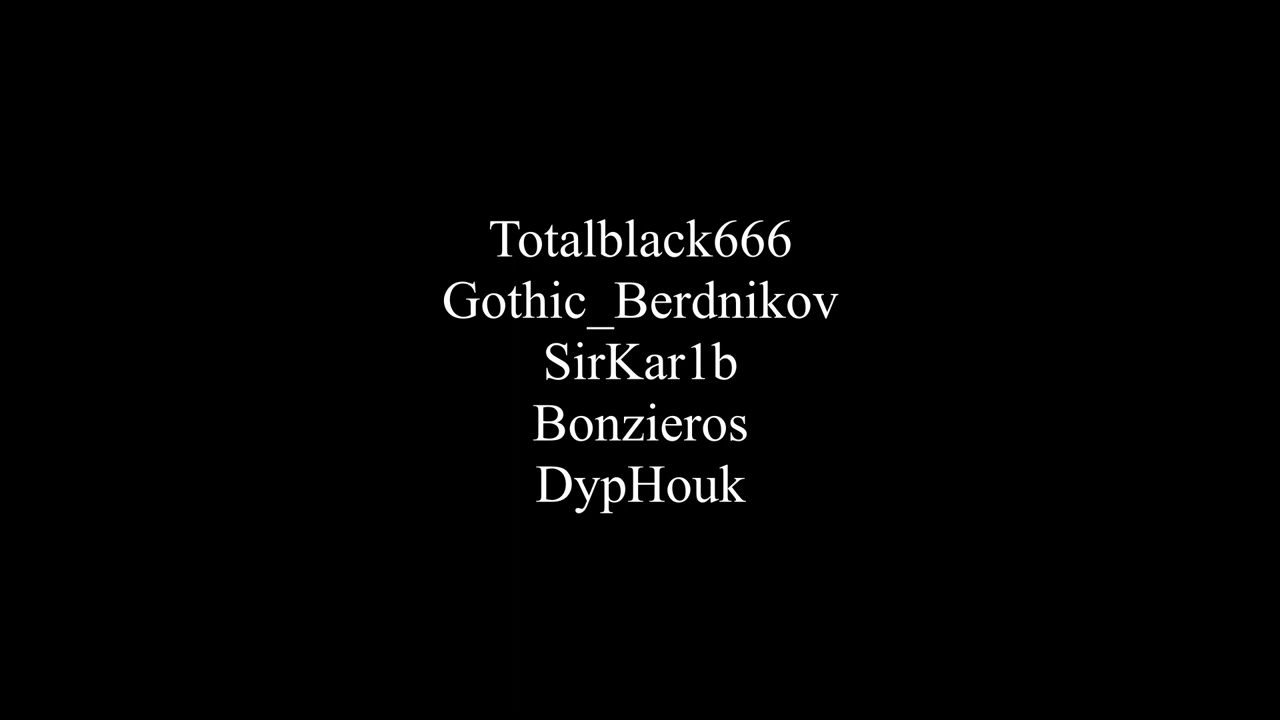 Totalblack666
Gothic_Berdnikov
SirKar1b
Bonzieros
DypHouk